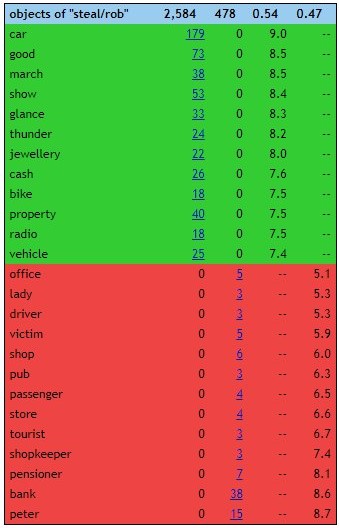 objects of "steal/rob" 2,584 478 0.54 0.47
car 179 0 9.0 --
good 73 0 8.5 --
march 38 0 8.5 --
show 53 0 8.4 --
glance 33 0 8.3 --
thunder 24 0 8.2 --
jewellery 22 0 8.0 --
cash 26 0 7.6 --
bike 18 0 7.5 --
property 40 0 7.5 --
radio 18 0 7.5 --
vehicle 25 0 7.4 --
office 0 5 -- 5.1
lady 0 3 -- 5.3
driver 0 3 -- 5.3
victim 0 5 -- 5.9
shop 0 6 -- 6.0
pub 0 3 -- 6.3
passenger 0 4 -- 6.5
store 0 4 -- 6.6
tourist 0 3 -- 6.7
shopkeeper 0 3 -- 7.4
pensioner 0 7 -- 8.1
bank 0 38 -- 8.6
peter 0 15 -- 8.7